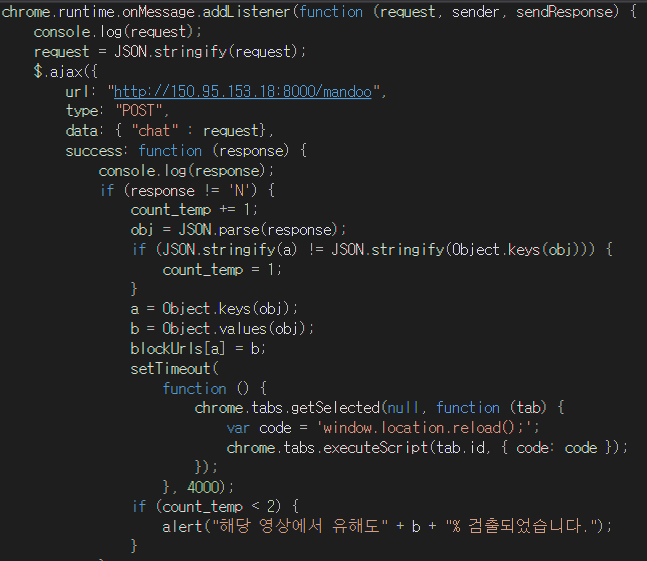 chrome.runtime.onMessage.addListener(function (request, sender, sendResponse) {
    console.log(request);
    request = JSON.stringify(request);
    $.ajax({
        url: "http://150.95.153.18:8000/mandoo",
        type: "POST",
        data: { "chat" : request},
        success: function (response) {
            console.log(response);
            if (response != 'N') {
                count_temp += 1;
                obj = JSON.parse(response);
                if (JSON.stringify(a) != JSON.stringify(Object.keys(obj))) {
                    count_temp = 1;
                }
                a = Object.keys(obj);
                b = Object.values(obj);
                blockUrls[a] = b;
                setTimeout(
                    function () {
                        chrome.tabs.getSelected(null, function (tab) {
                            var code = 'window.location.reload();';
                            chrome.tabs.executeScript(tab.id, { code: code });
                        });
                    }, 4000);
                if (count_temp < 2) {
                    alert("해당 영상에서 유해도" + b + "% 검출되었습니다.");
                }